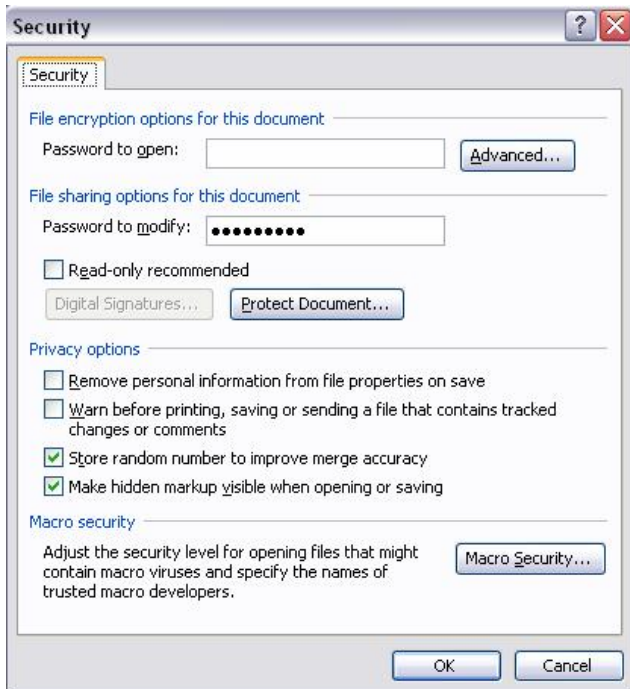 Security
Security
File encryption options for this document
Password to open:
Advanced...
File sharing options for this document
Password to modify: ●●●●●●●●●
Read-only recommended
Digital Signatures... Protect Document...
Privacy options
Remove personal information from file properties on save
Warn before printing, saving or sending a file that contains tracked
changes or comments
Store random number to improve merge accuracy
Make hidden markup visible when opening or saving
Macro security
Adjust the security level for opening files that might
contain macro viruses and specify the names of
trusted macro developers.
Macro Security...
OK Cancel